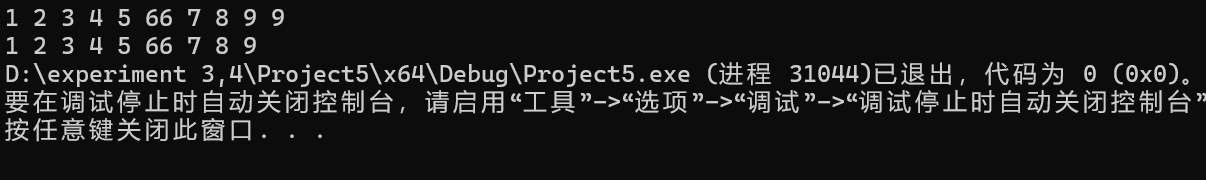 1 2 3 4 5 66 7 8 9 9
1 2 3 4 5 66 7 8 9
D:\experiment 3,4\Project5\x64\Debug\Project5.exe (进程 31044)已退出，代码为 0 (0x0)。
要在调试停止时自动关闭控制台，请启用“工具”->“选项”->“调试”->“调试停止时自动关闭控制台”
按任意键关闭此窗口. . .